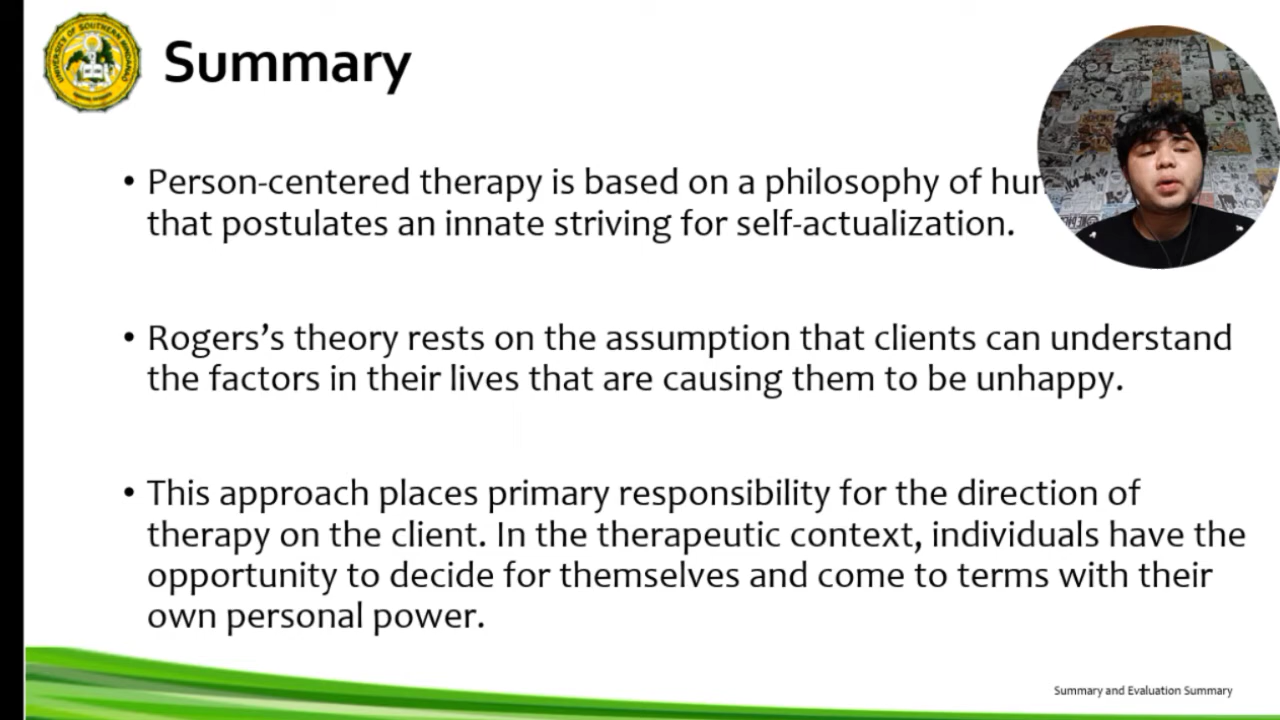 Summary
• Person-centered therapy is based on a philosophy of
that postulates an innate striving for self-actualization.
• Rogers’s theory rests on the assumption that clients can understand
the factors in their lives that are causing them to be unhappy.
• This approach places primary responsibility for the direction of
therapy on the client. In the therapeutic context, individuals have the
opportunity to decide for themselves and come to terms with their
own personal power.
Summary and Evaluation Summary
UNIVERSITY OF SOUTHERN MINDANAO